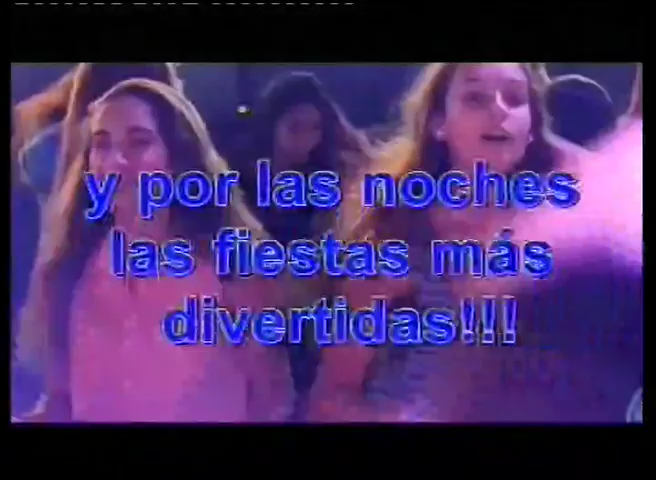 y por las noches
las fiestas más
divertidas!!!